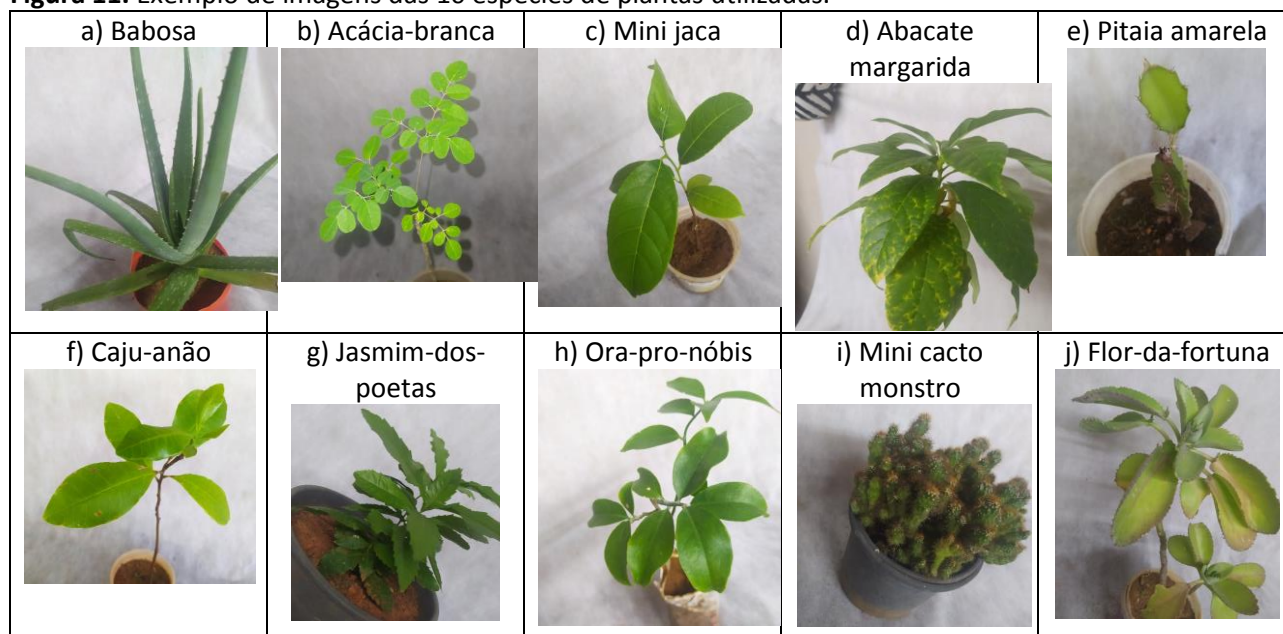 Figura 11. Exemplo de imagens das 10 espécies de plantas utilizadas.
a) Babosa
b) Acácia-branca
c) Mini jaca
d) Abacate
margarida
e) Pitaia amarela
f) Caju-anão
g) Jasmim-dos-
poetas
h) Ora-pro-nóbis
i) Mini cacto
monstro
j) Flor-da-fortuna